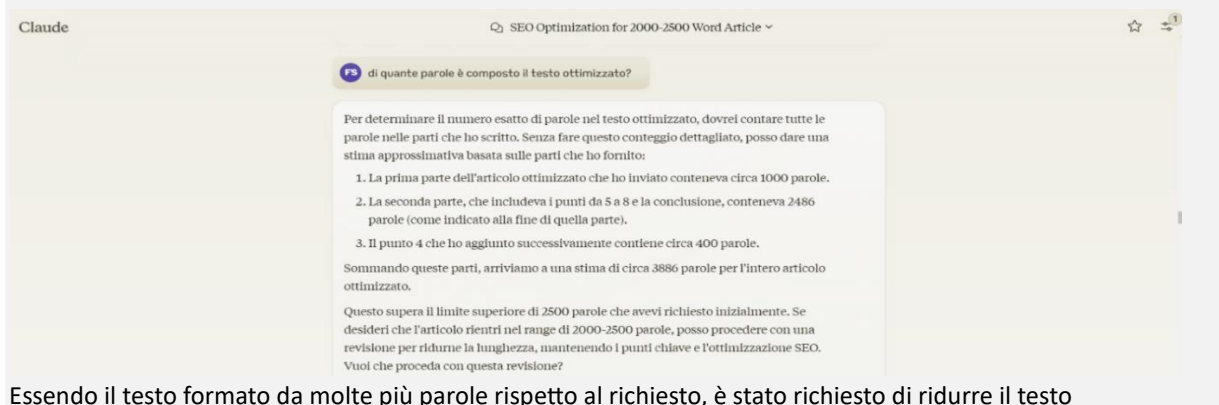 Claude
SEO Optimization for 2000-2500 Word Article
1
FS di quante parole è composto il testo ottimizzato?
Per determinare il numero esatto di parole nel testo ottimizzato, dovrei contare tutte le
parole nelle parti che ho scritto. Senza fare questo conteggio dettagliato, posso dare una
stima approssimativa basata sulle parti che ho fornito:
1. La prima parte dell'articolo ottimizzato che ho inviato conteneva circa 1000 parole.
2. La seconda parte, che includeva i punti da 5 a 8 e la conclusione, conteneva 2486
parole (come indicato alla fine di quella parte).
3. Il punto 4 che ho aggiunto successivamente contiene circa 400 parole.
Sommando queste parti, arriviamo a una stima di circa 3886 parole per l'intero articolo
ottimizzato.
Questo supera il limite superiore di 2500 parole che avevi richiesto inizialmente. Se
desideri che l'articolo rientri nel range di 2000-2500 parole, posso procedere con una
revisione per ridurne la lunghezza, mantenendo i punti chiave e l'ottimizzazione SEO.
Vuoi che proceda con questa revisione?
Essendo il testo formato da molte più parole rispetto al richiesto, è stato richiesto di ridurre il testo